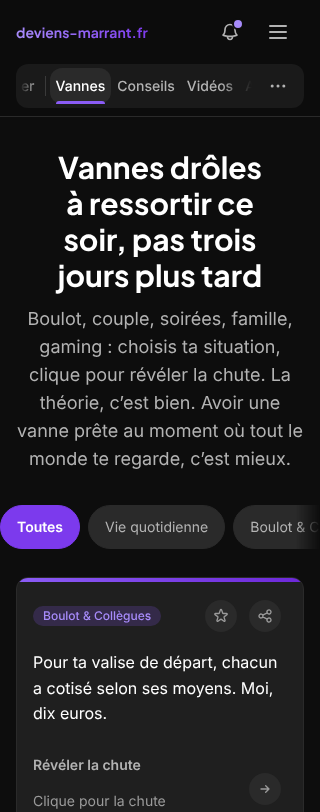 deviens-marrant.fr
er Vannes Conseils Vidéos
Vannes drôles
à ressortir ce
soir, pas trois
jours plus tard
Boulot, couple, soirées, famille,
gaming : choisis ta situation,
clique pour révéler la chute. La
théorie, c’est bien. Avoir une
vanne prête au moment où tout le
monde te regarde, c’est mieux.
Toutes Vie quotidienne Boulot & C
Boulot & Collègues
Pour ta valise de départ, chacun
a cotisé selon ses moyens. Moi,
dix euros.
Révéler la chute
Clique pour la chute